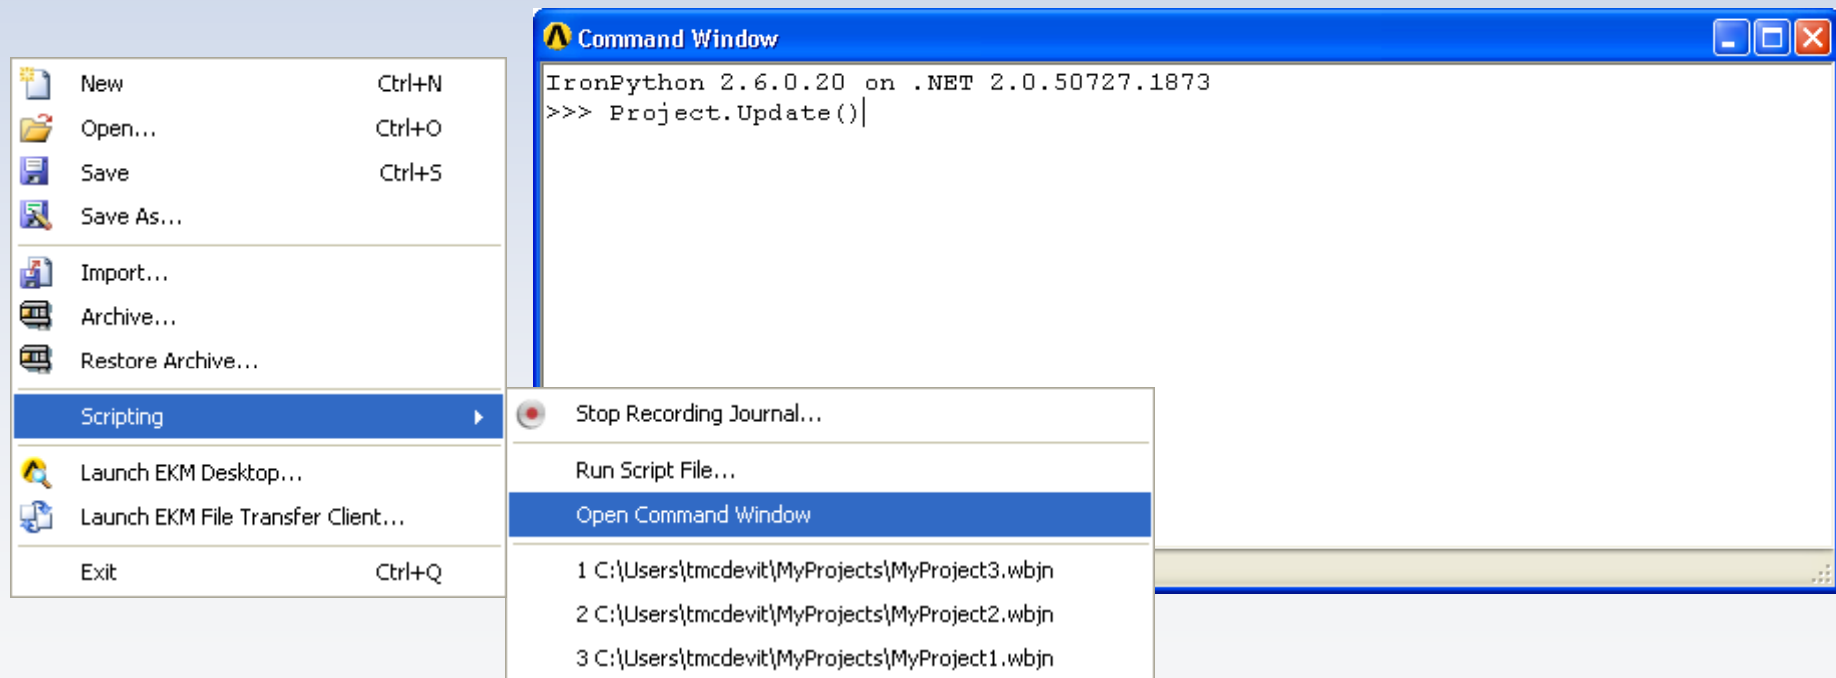 Command Window
IronPython 2.6.0.20 on .NET 2.0.50727.1873
>>> Project.Update()
New Ctrl+N
Open... Ctrl+O
Save Ctrl+S
Save As...
Import...
Archive...
Restore Archive...
Scripting
Launch EKM Desktop...
Launch EKM File Transfer Client...
Exit Ctrl+Q
Stop Recording Journal...
Run Script File...
Open Command Window
1 C:\Users\tmcdevit\MyProjects\MyProject3.wbjn
2 C:\Users\tmcdevit\MyProjects\MyProject2.wbjn
3 C:\Users\tmcdevit\MyProjects\MyProject1.wbjn